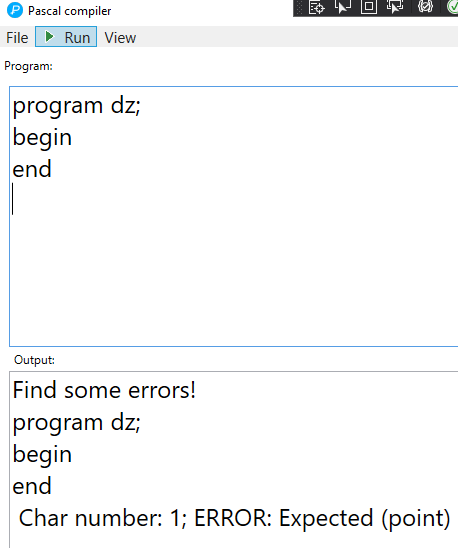 Pascal compiler
File Run View
Program:
program dz;
begin
end
Output:
Find some errors!
program dz;
begin
end
Char number: 1; ERROR: Expected (point)